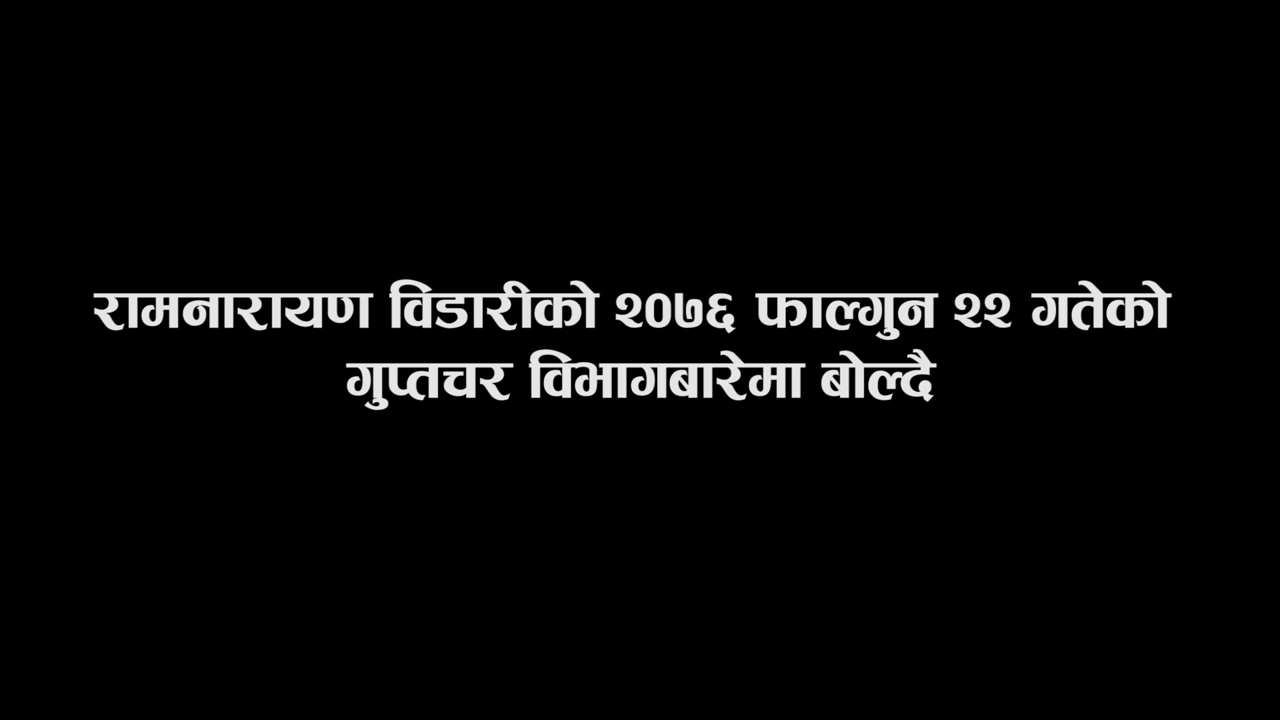 रामनारायण विडारीको २०७६ फाल्गुन २२ गतेको
गुप्तचर विभागबारेमा बोल्दै